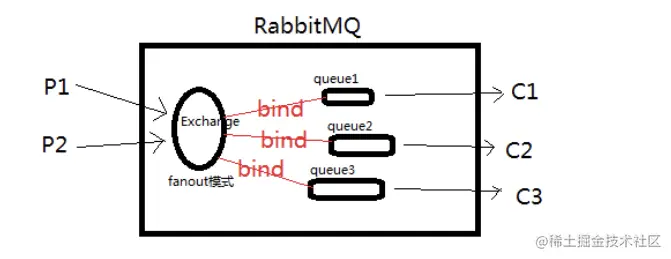 RabbitMQ
P1
P2
Exchange
fanout模式
bind
bind
bind
queue1
queue2
queue3
C1
C2
C3
@稀土掘金技术社区